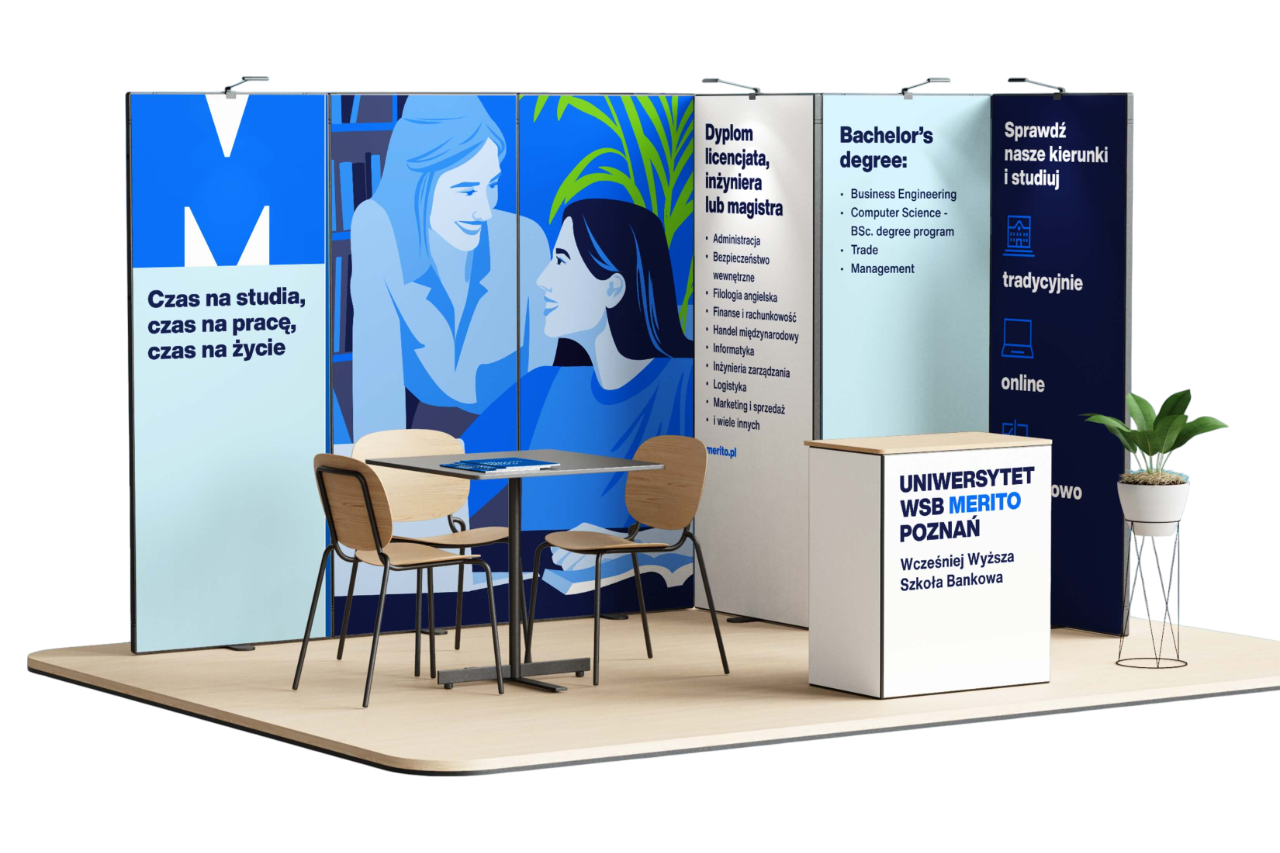 M
Czas na studia,
czas na pracę,
czas na życie
Dyplom
licencjata,
inżyniera
lub magistra
• Administracja
• Bezpieczeństwo
wewnętrzne
• Filologia angielska
• Finanse i rachunkowość
• Handel międzynarodowy
• Informatyka
• Inżynieria zarządzania
• Logistyka
• Marketing i sprzedaż
• i wiele innych
merito.pl
Bachelor's
degree:
• Business Engineering
• Computer Science -
BSc. degree program
• Trade
• Management
Sprawdź
nasze kierunki
i studiuj
tradycyjnie
online
owo
UNIWERSYTET
WSB MERITO
POZNAŃ
Wcześniej Wyższa
Szkoła Bankowa